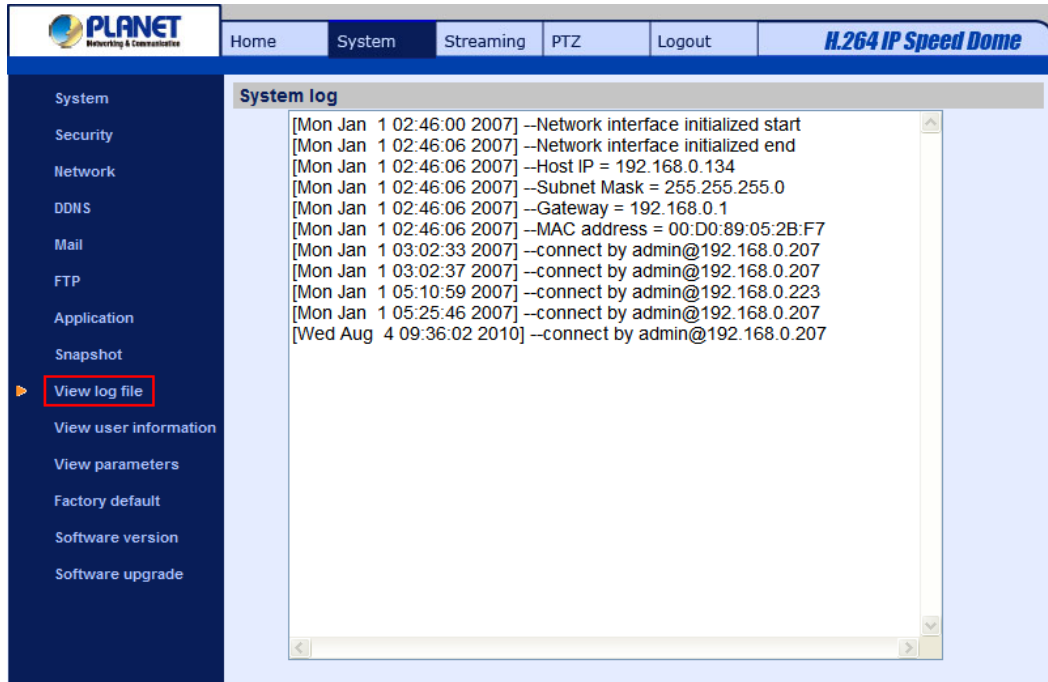 PLANET
Networking & Communication
Home System Streaming PTZ Logout H.264 IP Speed Dome
System
Security
Network
DDNS
Mail
FTP
Application
Snapshot
View log file
View user information
View parameters
Factory default
Software version
Software upgrade
System log
[Mon Jan  1 02:46:00 2007] --Network interface initialized start
[Mon Jan  1 02:46:06 2007] --Network interface initialized end
[Mon Jan  1 02:46:06 2007] --Host IP = 192.168.0.134
[Mon Jan  1 02:46:06 2007] --Subnet Mask = 255.255.255.0
[Mon Jan  1 02:46:06 2007] --Gateway = 192.168.0.1
[Mon Jan  1 02:46:06 2007] --MAC address = 00:D0:89:05:2B:F7
[Mon Jan  1 03:02:33 2007] --connect by admin@192.168.0.207
[Mon Jan  1 03:02:37 2007] --connect by admin@192.168.0.207
[Mon Jan  1 05:10:59 2007] --connect by admin@192.168.0.223
[Mon Jan  1 05:25:46 2007] --connect by admin@192.168.0.207
[Wed Aug  4 09:36:02 2010] --connect by admin@192.168.0.207